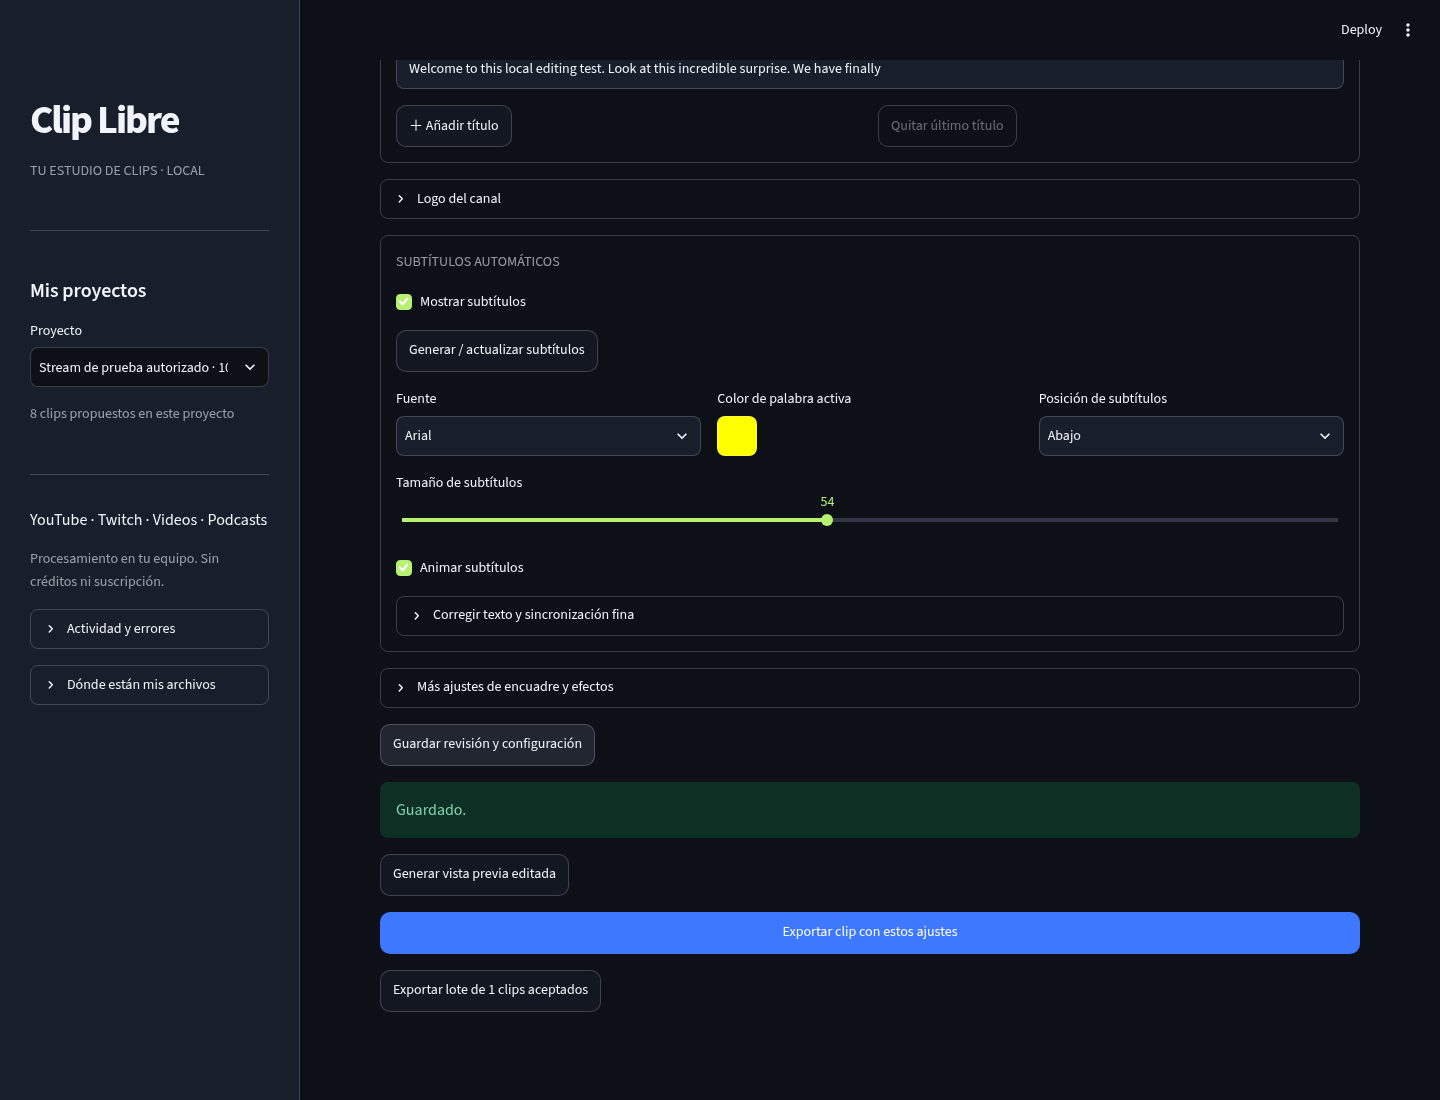 Deploy
Clip Libre
TU ESTUDIO DE CLIPS · LOCAL
Mis proyectos
Proyecto
Stream de prueba autorizado ·
8 clips propuestos en este proyecto
YouTube · Twitch · Videos · Podcasts
Procesamiento en tu equipo. Sin
créditos ni suscripción.
Actividad y errores
Dónde están mis archivos
Welcome to this local editing test. Look at this incredible surprise. We have finally
+ Añadir título
Quitar último título
Logo del canal
SUBTÍTULOS AUTOMÁTICOS
Mostrar subtítulos
Generar / actualizar subtítulos
Fuente
Color de palabra activa
Posición de subtítulos
Arial
Abajo
Tamaño de subtítulos
54
Animar subtítulos
Corregir texto y sincronización fina
Más ajustes de encuadre y efectos
Guardar revisión y configuración
Guardado.
Generar vista previa editada
Exportar clip con estos ajustes
Exportar lote de 1 clips aceptados